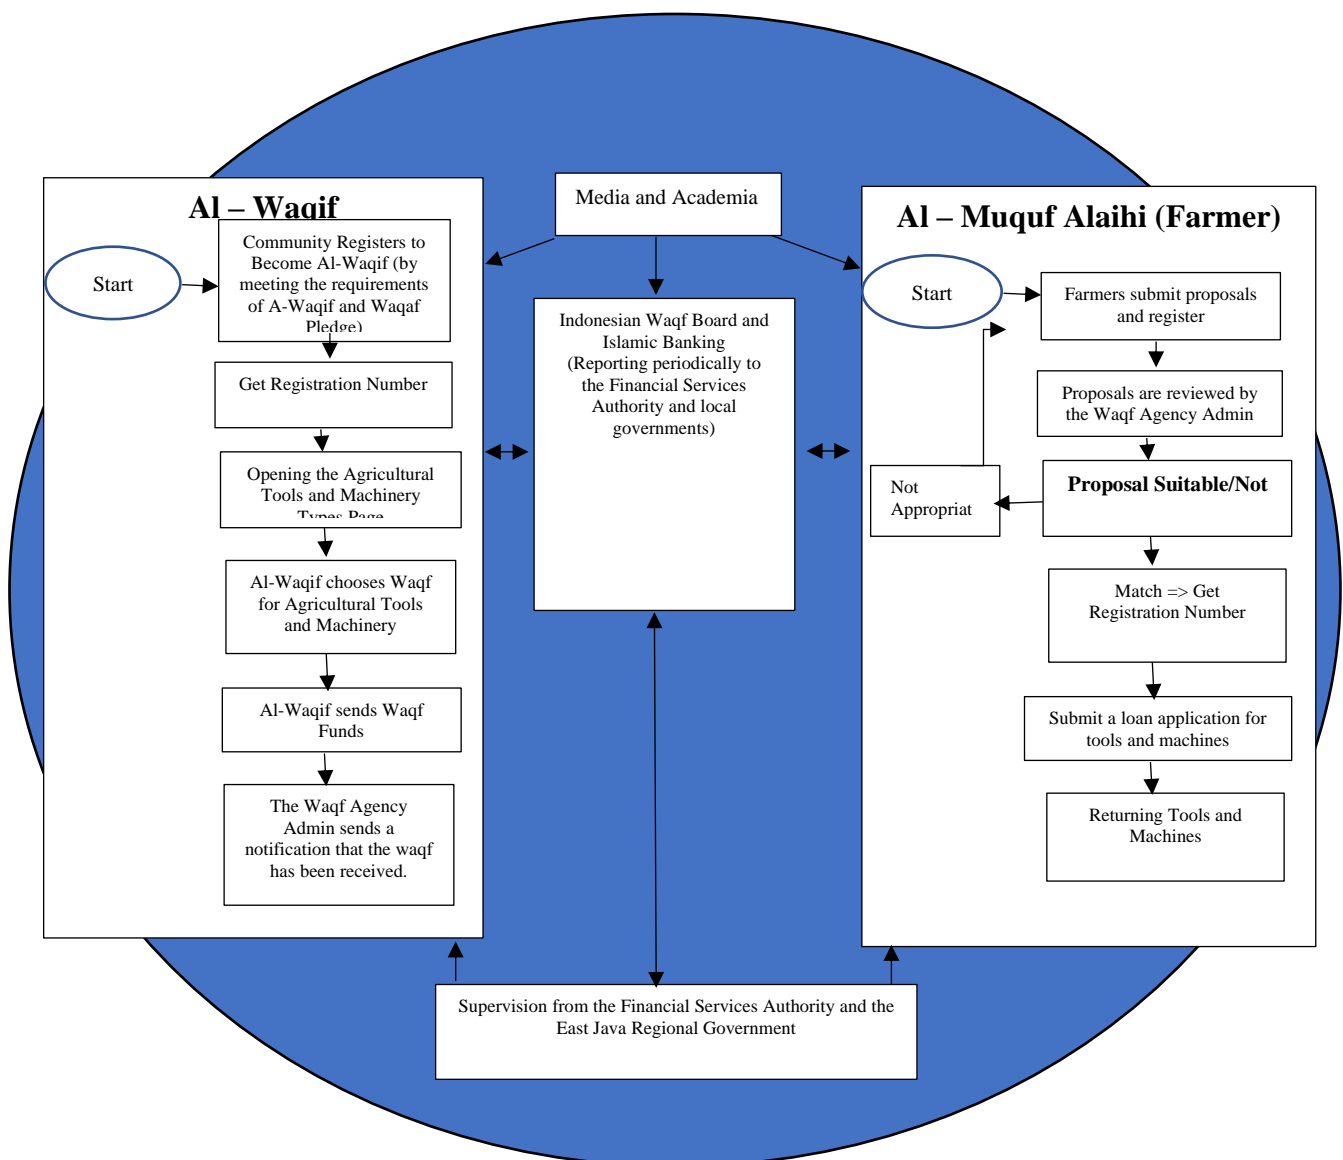 Al – Waqif
Start
Community Registers to
Become Al-Waqif (by
meeting the requirements
of A-Waqif and Waqaf
Pledge)
Get Registration Number
Opening the Agricultural
Tools and Machinery
Types Page
Al-Waqif chooses Waqf
for Agricultural Tools
and Machinery
Al-Waqif sends Waqf
Funds
The Waqf Agency
Admin sends a
notification that the waqf
has been received.
Media and Academia
Indonesian Waqf Board and
Islamic Banking
(Reporting periodically to
the Financial Services
Authority and local
governments)
Al – Muquf Alaihi (Farmer)
Start
Farmers submit proposals
and register
Proposals are reviewed by
the Waqf Agency Admin
Proposal Suitable/Not
Not
Appropriat
Match => Get
Registration Number
Submit a loan application for
tools and machines
Returning Tools and
Machines
Supervision from the Financial Services Authority and the
East Java Regional Government